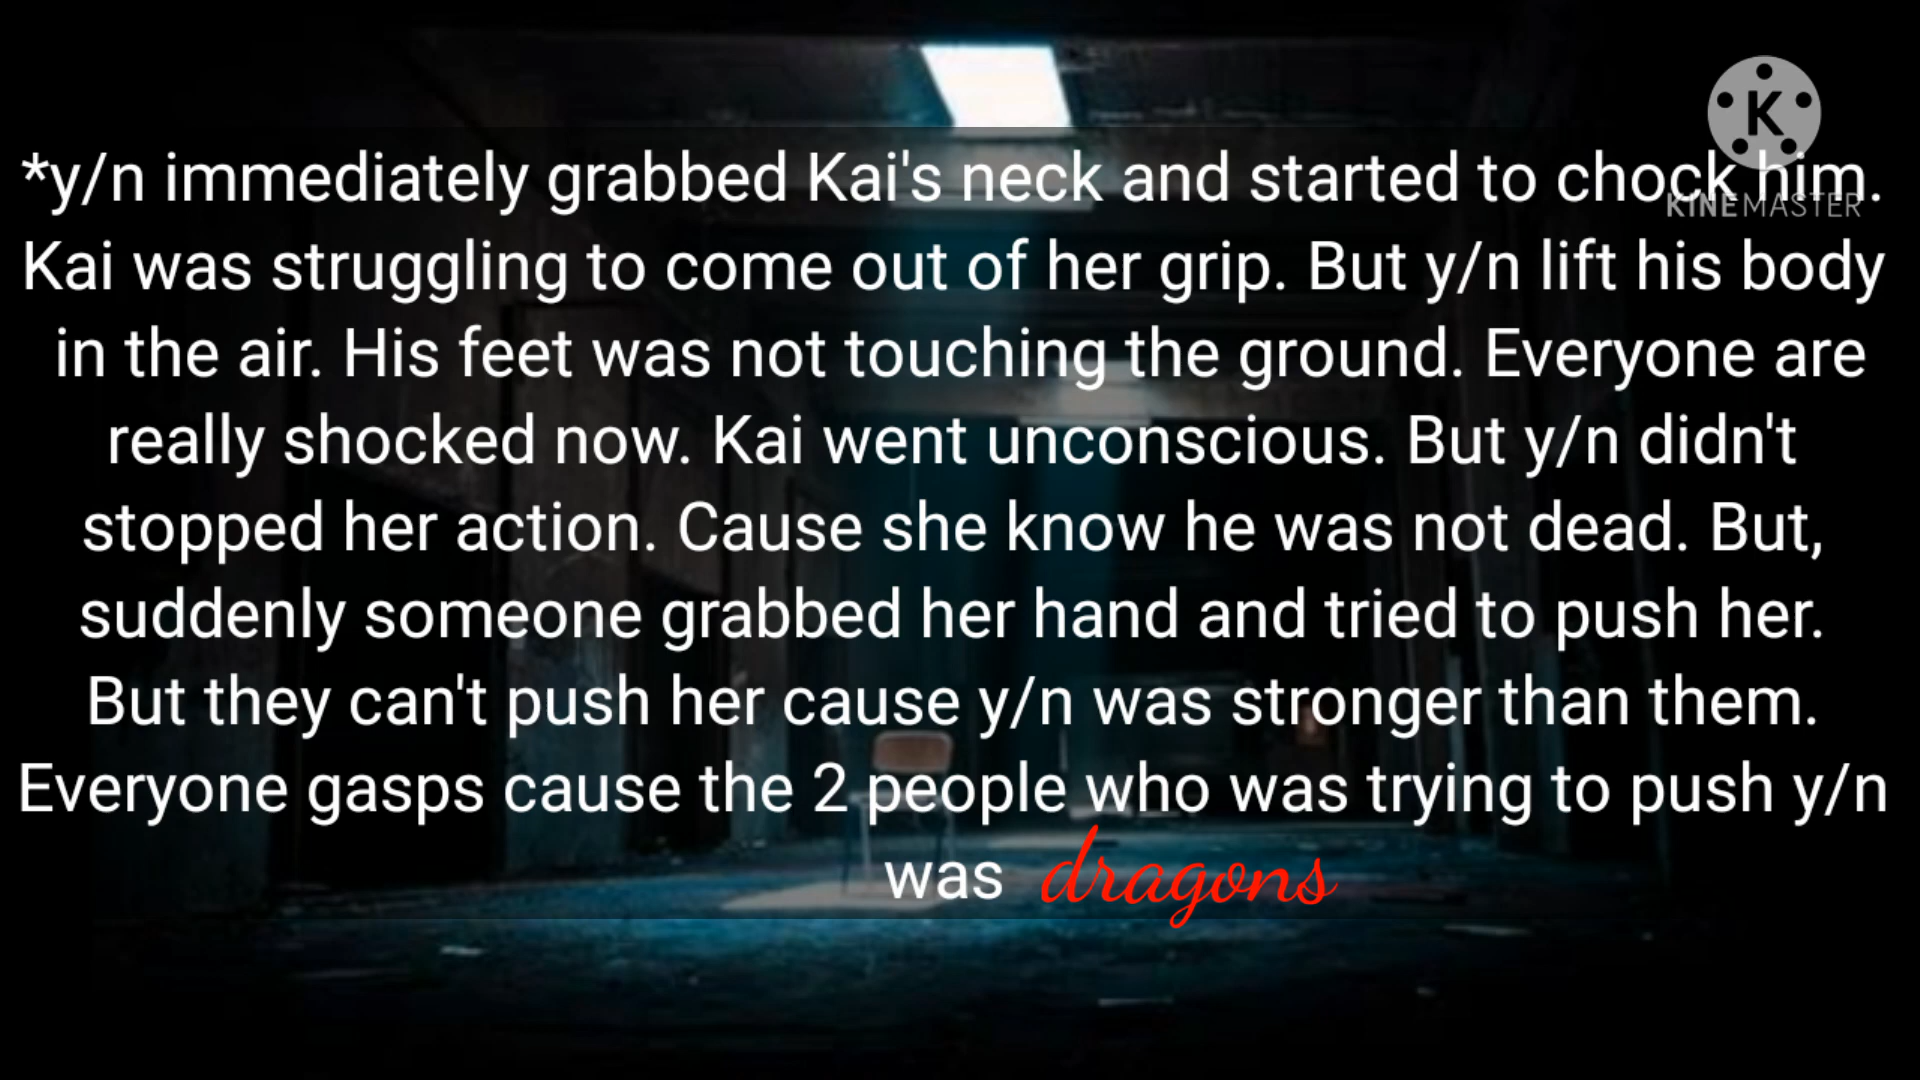 *y/n immediately grabbed Kai's neck and started to chock him.
Kai was struggling to come out of her grip. But y/n lift his body
in the air. His feet was not touching the ground. Everyone are
really shocked now. Kai went unconscious. But y/n didn't
stopped her action. Cause she know he was not dead. But,
suddenly someone grabbed her hand and tried to push her.
But they can't push her cause y/n was stronger than them.
Everyone gasps cause the 2 people who was trying to push y/n
was dragons
K
KINEMASTER